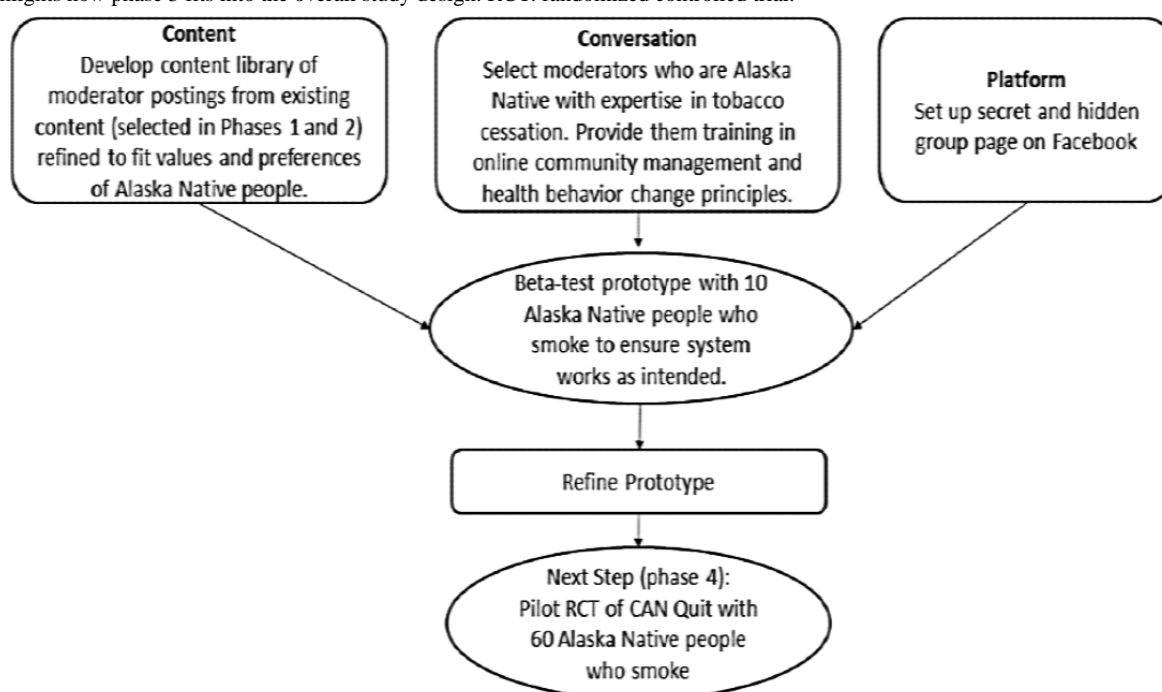 how phase 3 fits into the overall study design. RCT: randomized controlled trial.
Content
Develop content library of
moderator postings from existing
content (selected in Phases 1 and 2)
refined to fit values and preferences
of Alaska Native people.
Conversation
Select moderators who are Alaska
Native with expertise in tobacco
cessation. Provide them training in
online community management and
health behavior change principles.
Platform
Set up secret and hidden
group page on Facebook
Beta-test prototype with 10
Alaska Native people who
smoke to ensure system
works as intended.
Refine Prototype
Next Step (phase 4):
Pilot RCT of CAN Quit with
60 Alaska Native people
who smoke